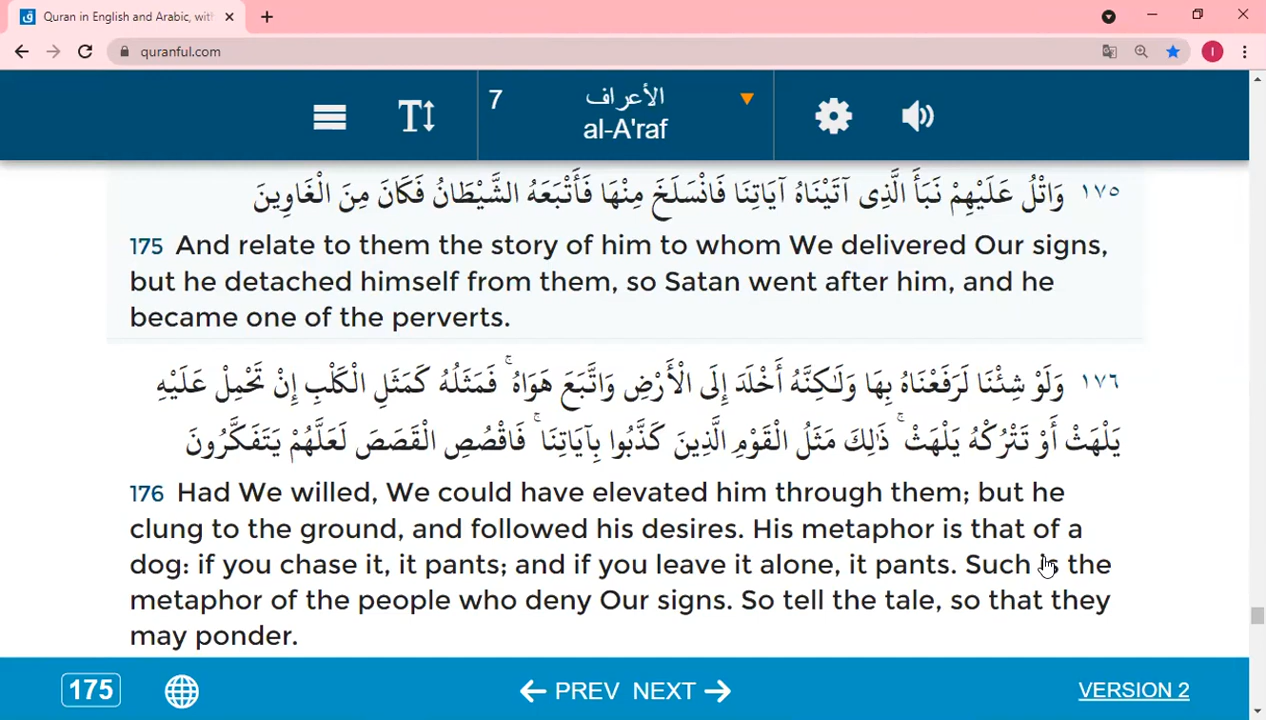 Quran in English and Arabic, with
quranful.com
I
7
الأعراف
al-A'raf
١٧٥ وَاتْلُ عَلَيْهِمْ نَبَأَ الَّذِي آتَيْنَاهُ آيَاتِنَا فَانْسَلَخَ مِنْهَا فَأَتْبَعَهُ الشَّيْطَانُ فَكَانَ مِنَ الْغَاوِينَ
175 And relate to them the story of him to whom We delivered Our signs,
but he detached himself from them, so Satan went after him, and he
became one of the perverts.
١٧٦ وَلَوْ شِئْنَا لَرَفَعْنَاهُ بِهَا وَلَٰكِنَّهُ أَخْلَدَ إِلَى الْأَرْضِ وَاتَّبَعَ هَوَاهُ ۚ فَمَثَلُهُ كَمَثَلِ الْكَلْبِ إِنْ تَحْمِلْ عَلَيْهِ
يَلْهَثْ أَوْ تَتْرُكْهُ يَلْهَثْ ۚ ذَٰلِكَ مَثَلُ الْقَوْمِ الَّذِينَ كَذَّبُوا بِآيَاتِنَا ۚ فَاقْصُصِ الْقَصَصَ لَعَلَّهُمْ يَتَفَكَّرُونَ
176 Had We willed, We could have elevated him through them; but he
clung to the ground, and followed his desires. His metaphor is that of a
dog: if you chase it, it pants; and if you leave it alone, it pants. Such the
metaphor of the people who deny Our signs. So tell the tale, so that they
may ponder.
175
PREV NEXT
VERSION 2